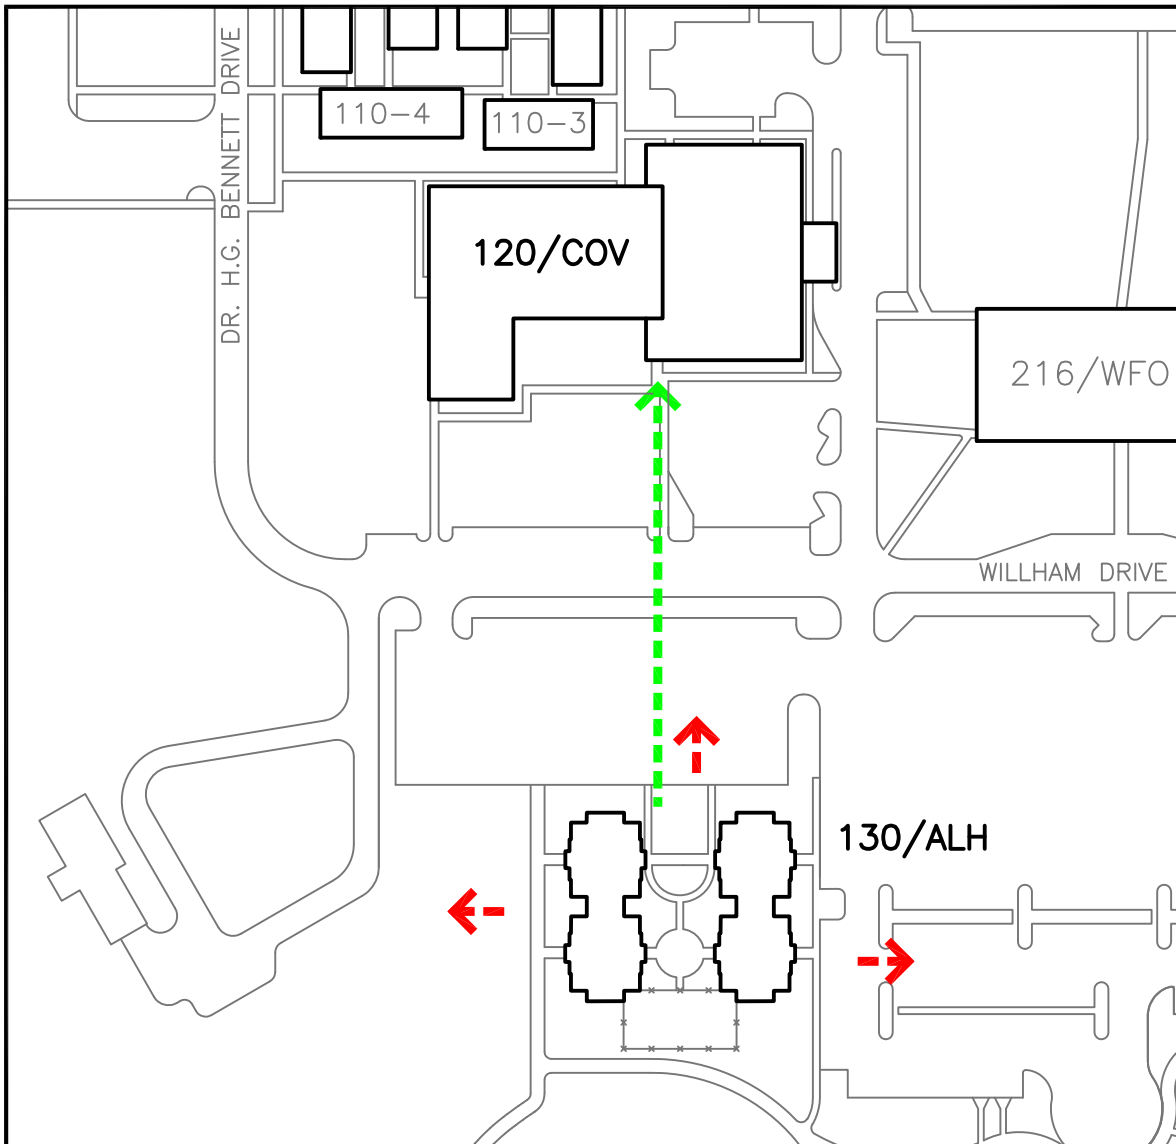 DR. H.G. BENNETT DRIVE
110-4
110-3
120/COV
216/WFO
WILLHAM DRIVE
130/ALH